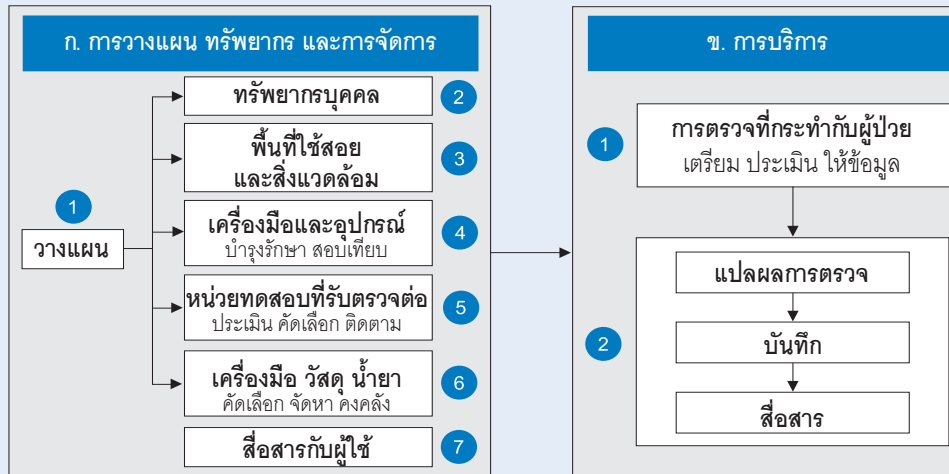 ก. การวางแผน ทรัพยากร และการจัดการ
1
วางแผน
ทรัพยากรบุคคล
2
พื้นที่ใช้สอย
และสิ่งแวดล้อม
3
เครื่องมือและอุปกรณ์
บำรุงรักษา สอบเทียบ
4
หน่วยทดสอบที่รับตรวจต่อ
ประเมิน คัดเลือก ติดตาม
5
เครื่องมือ วัสดุ น้ำยา
คัดเลือก จัดหา คงคลัง
6
สื่อสารกับผู้ใช้
7
ข. การบริการ
1
การตรวจที่กระทำกับผู้ป่วย
เตรียม ประเมิน ให้ข้อมูล
2
แปลผลการตรวจ
บันทึก
สื่อสาร